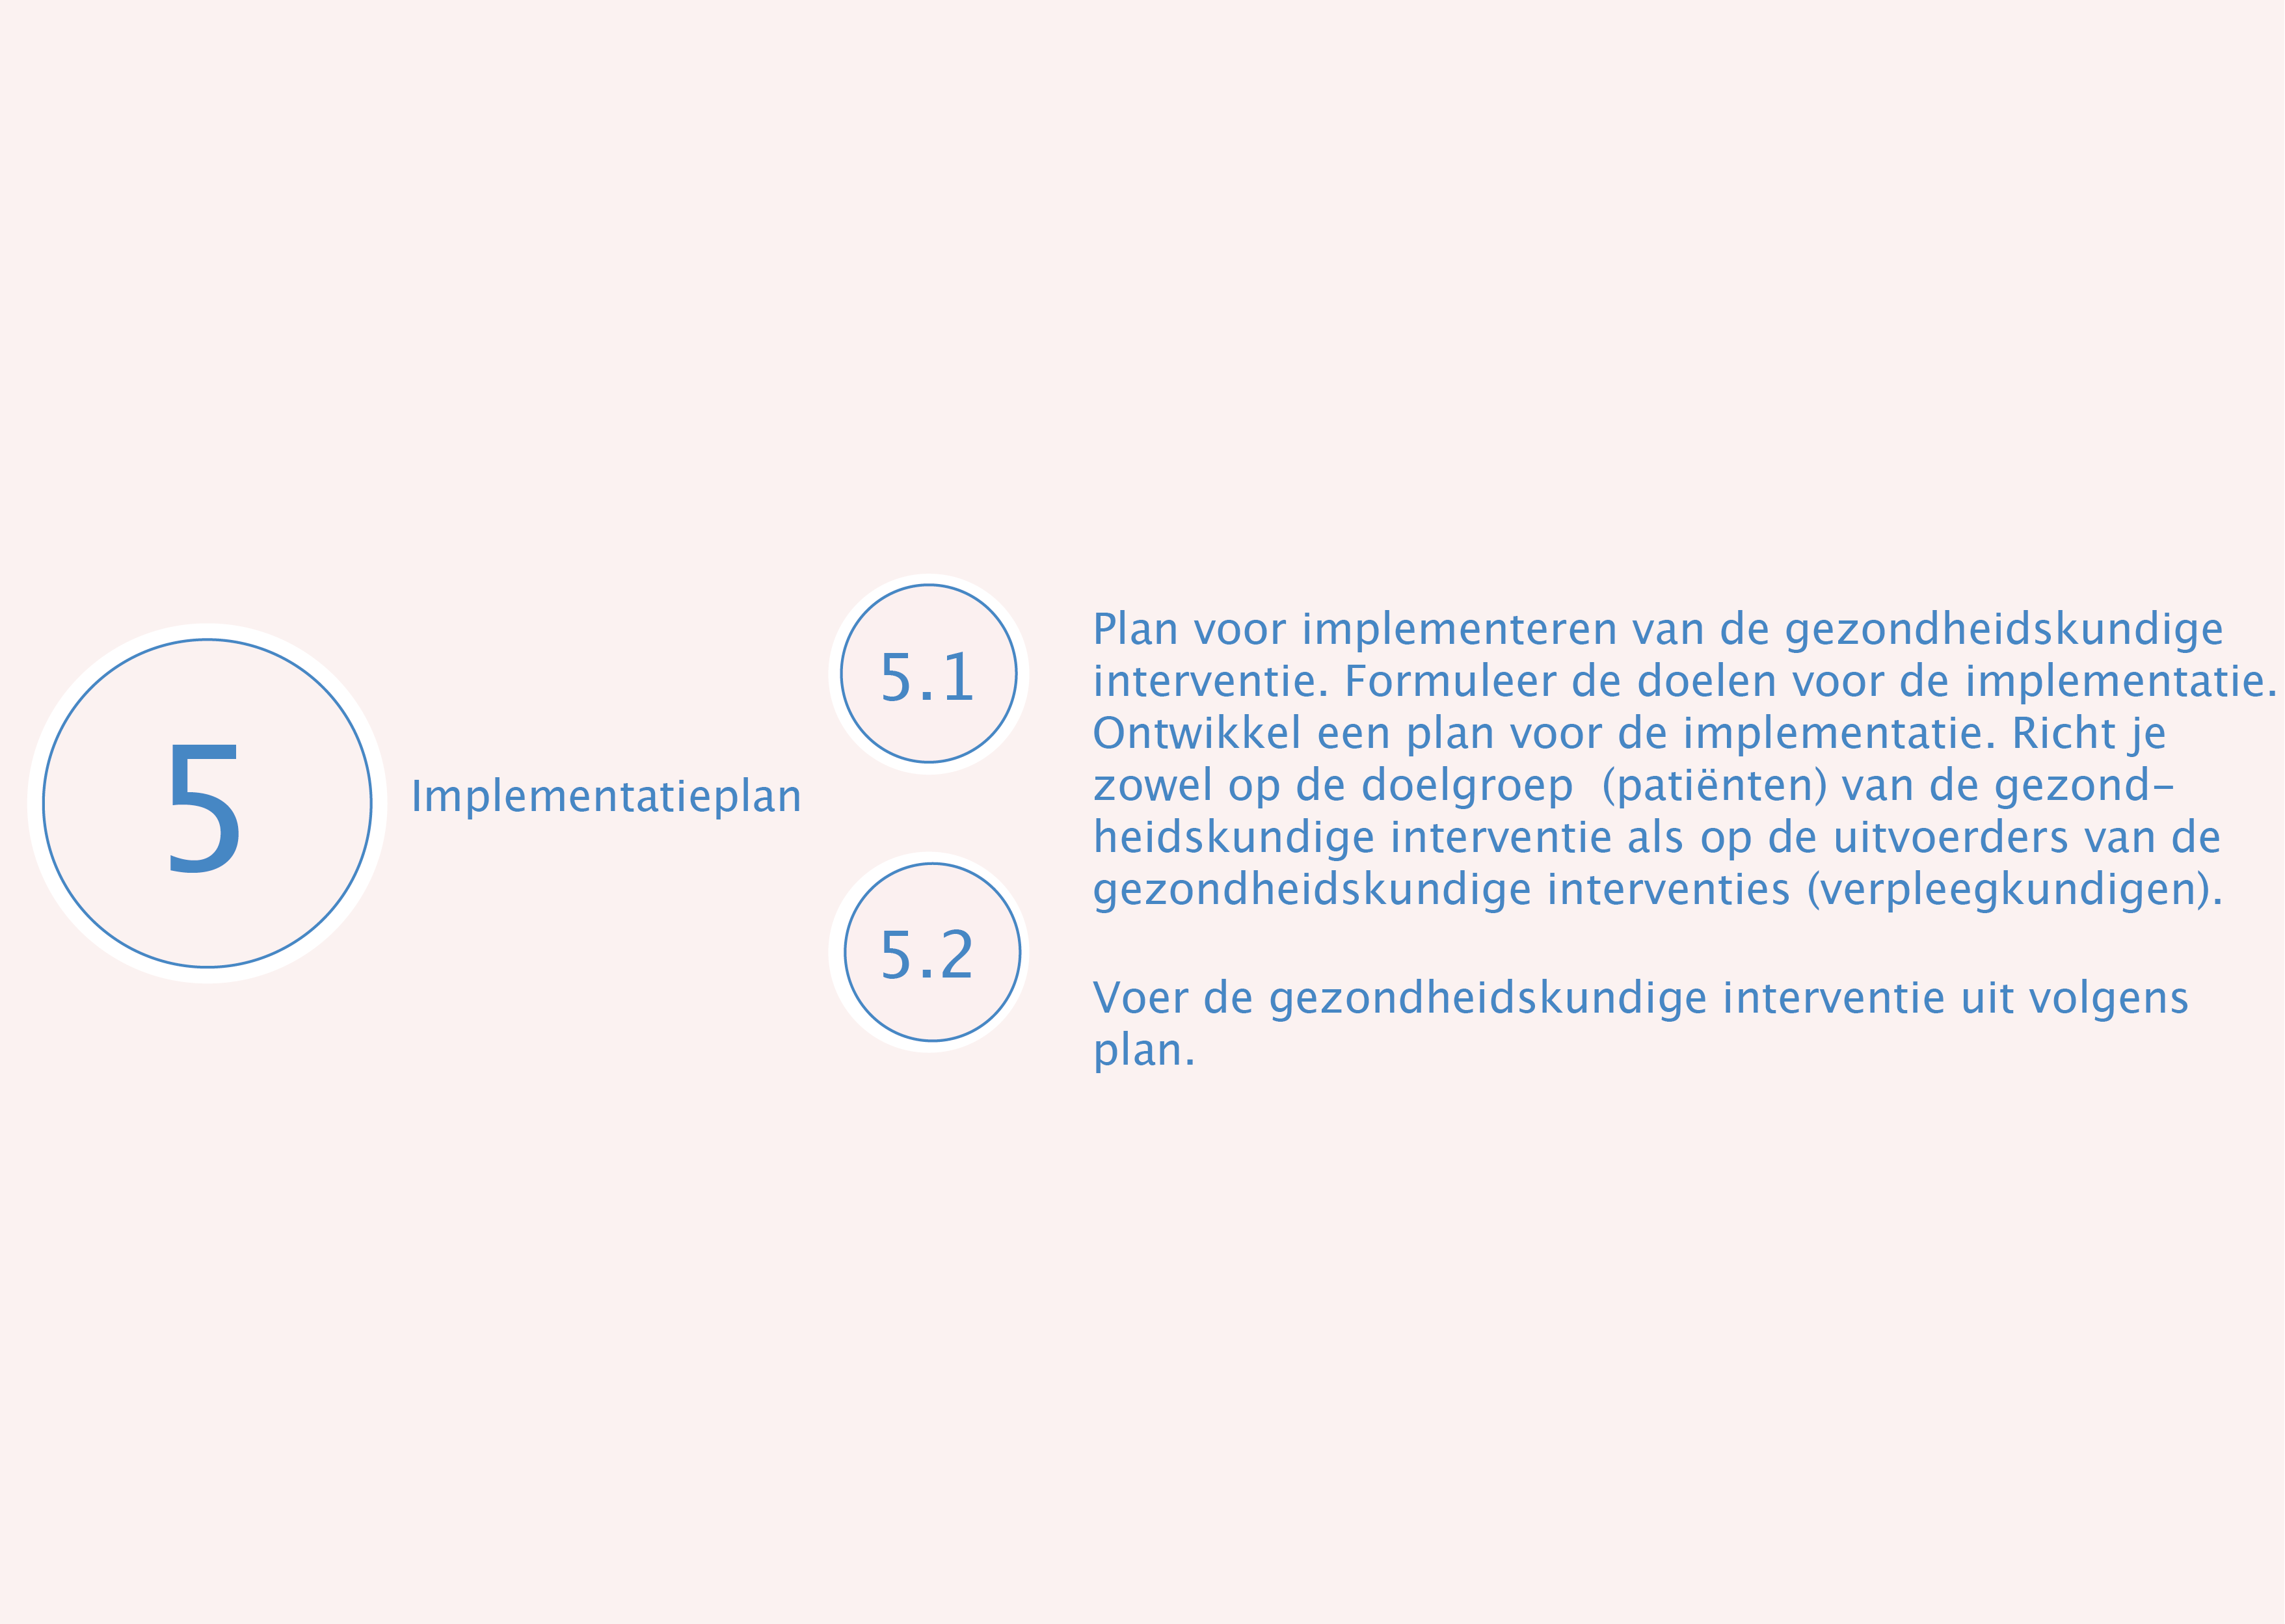 5
Implementatieplan
5.1
Plan voor implementeren van de gezondheidskundige
interventie. Formuleer de doelen voor de implementatie.
Ontwikkel een plan voor de implementatie. Richt je
zowel op de doelgroep  (patiënten) van de gezond-
heidskundige interventie als op de uitvoerders van de
gezondheidskundige interventies (verpleegkundigen).
5.2
Voer de gezondheidskundige interventie uit volgens
plan.